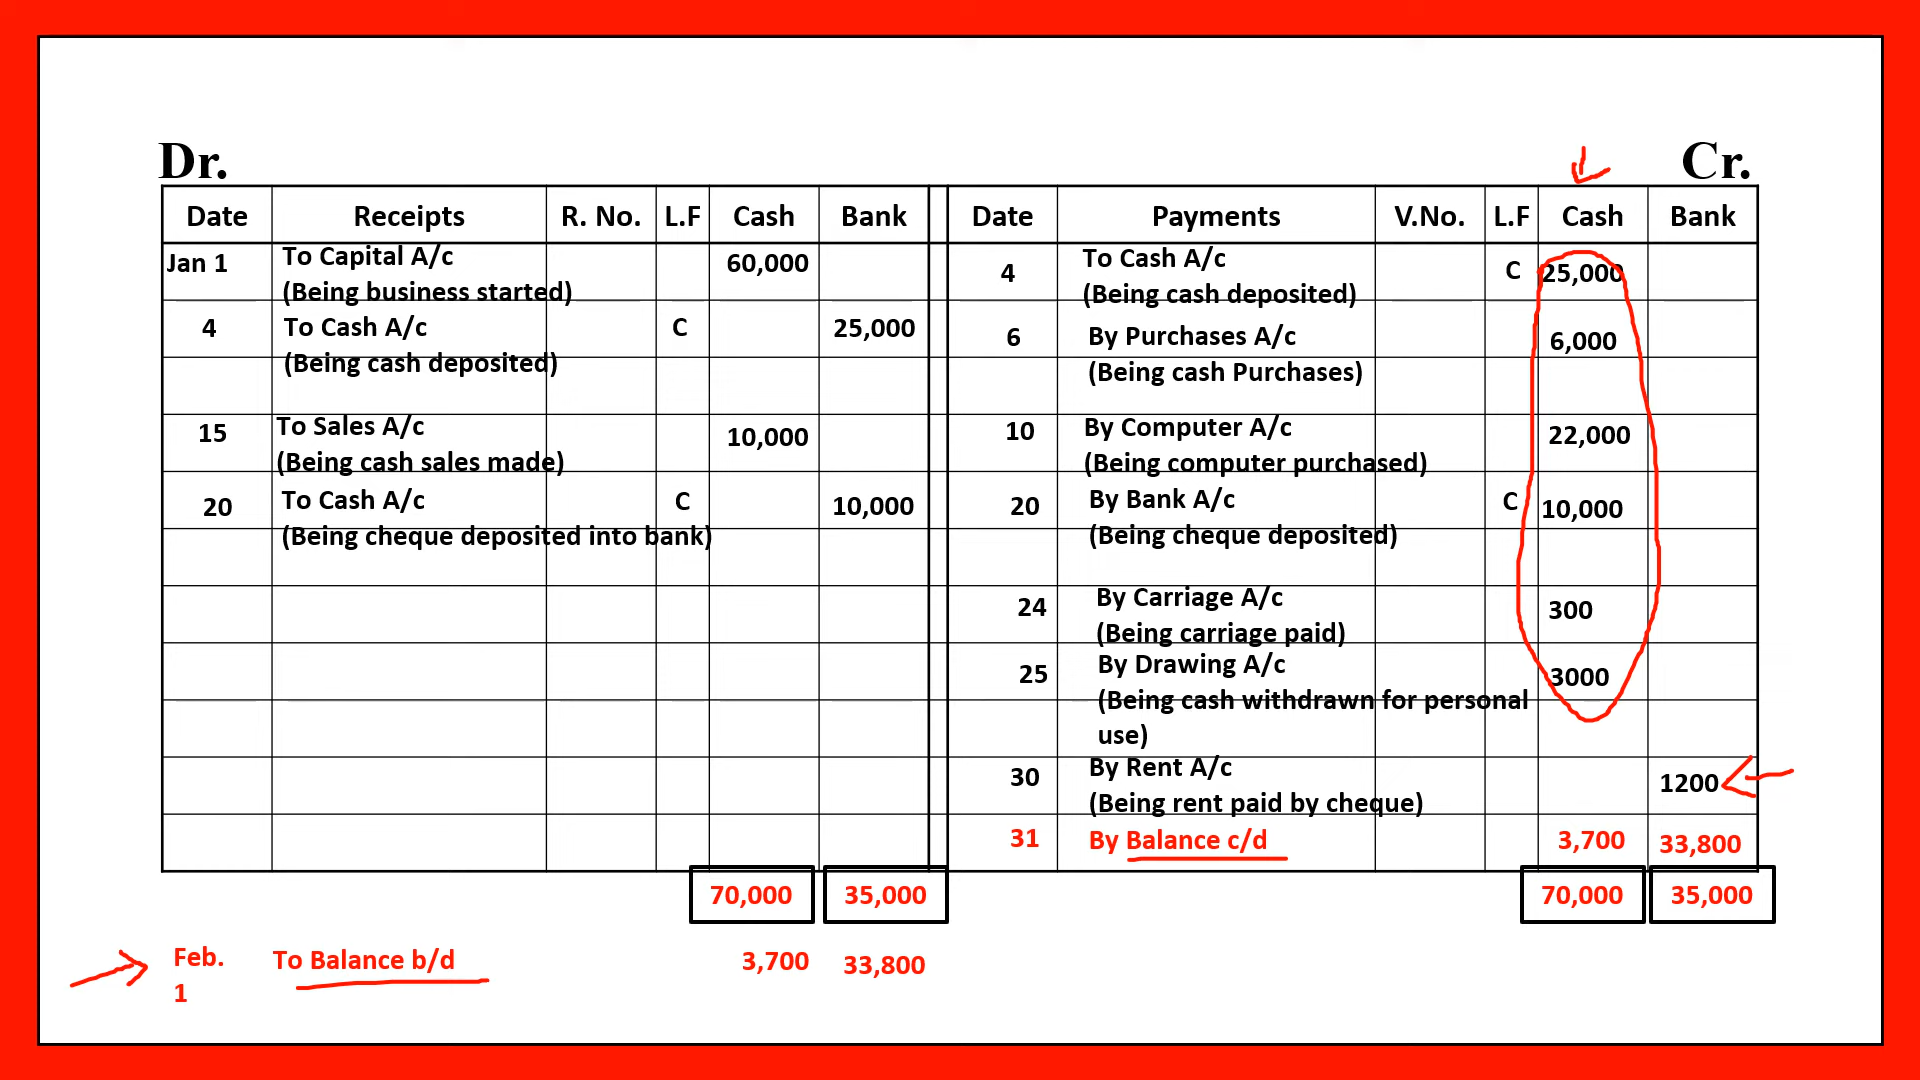 Dr.
Cr.
Date Receipts R. No. L.F Cash Bank Date Payments V.No. L.F Cash Bank
Jan 1 To Capital A/c 60,000
(Being business started)
4 To Cash A/c C 25,000
(Being cash deposited)
15 To Sales A/c 10,000
(Being cash sales made)
20 To Cash A/c C 10,000
(Being cheque deposited into bank)
4 To Cash A/c C 25,000
(Being cash deposited)
6 By Purchases A/c 6,000
(Being cash Purchases)
10 By Computer A/c 22,000
(Being computer purchased)
20 By Bank A/c C 10,000
(Being cheque deposited)
24 By Carriage A/c 300
(Being carriage paid)
25 By Drawing A/c 3000
(Being cash withdrawn for personal
use)
30 By Rent A/c 1200
(Being rent paid by cheque)
31 By Balance c/d 3,700 33,800
70,000 35,000 70,000 35,000
Feb. To Balance b/d 3,700 33,800
1